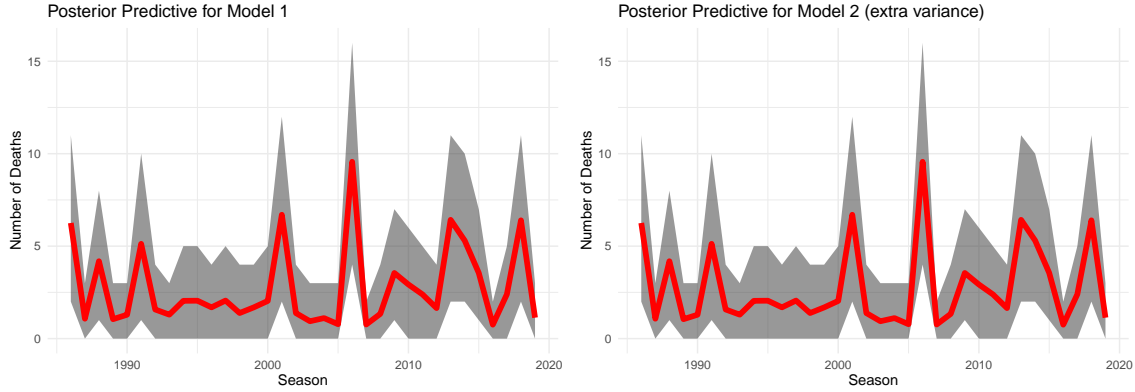 Posterior Predictive for Model 1
Number of Deaths
15
10
5
0
1990
2000
2010
2020
Season
Posterior Predictive for Model 2 (extra variance)
Number of Deaths
15
10
5
0
1990
2000
2010
2020
Season